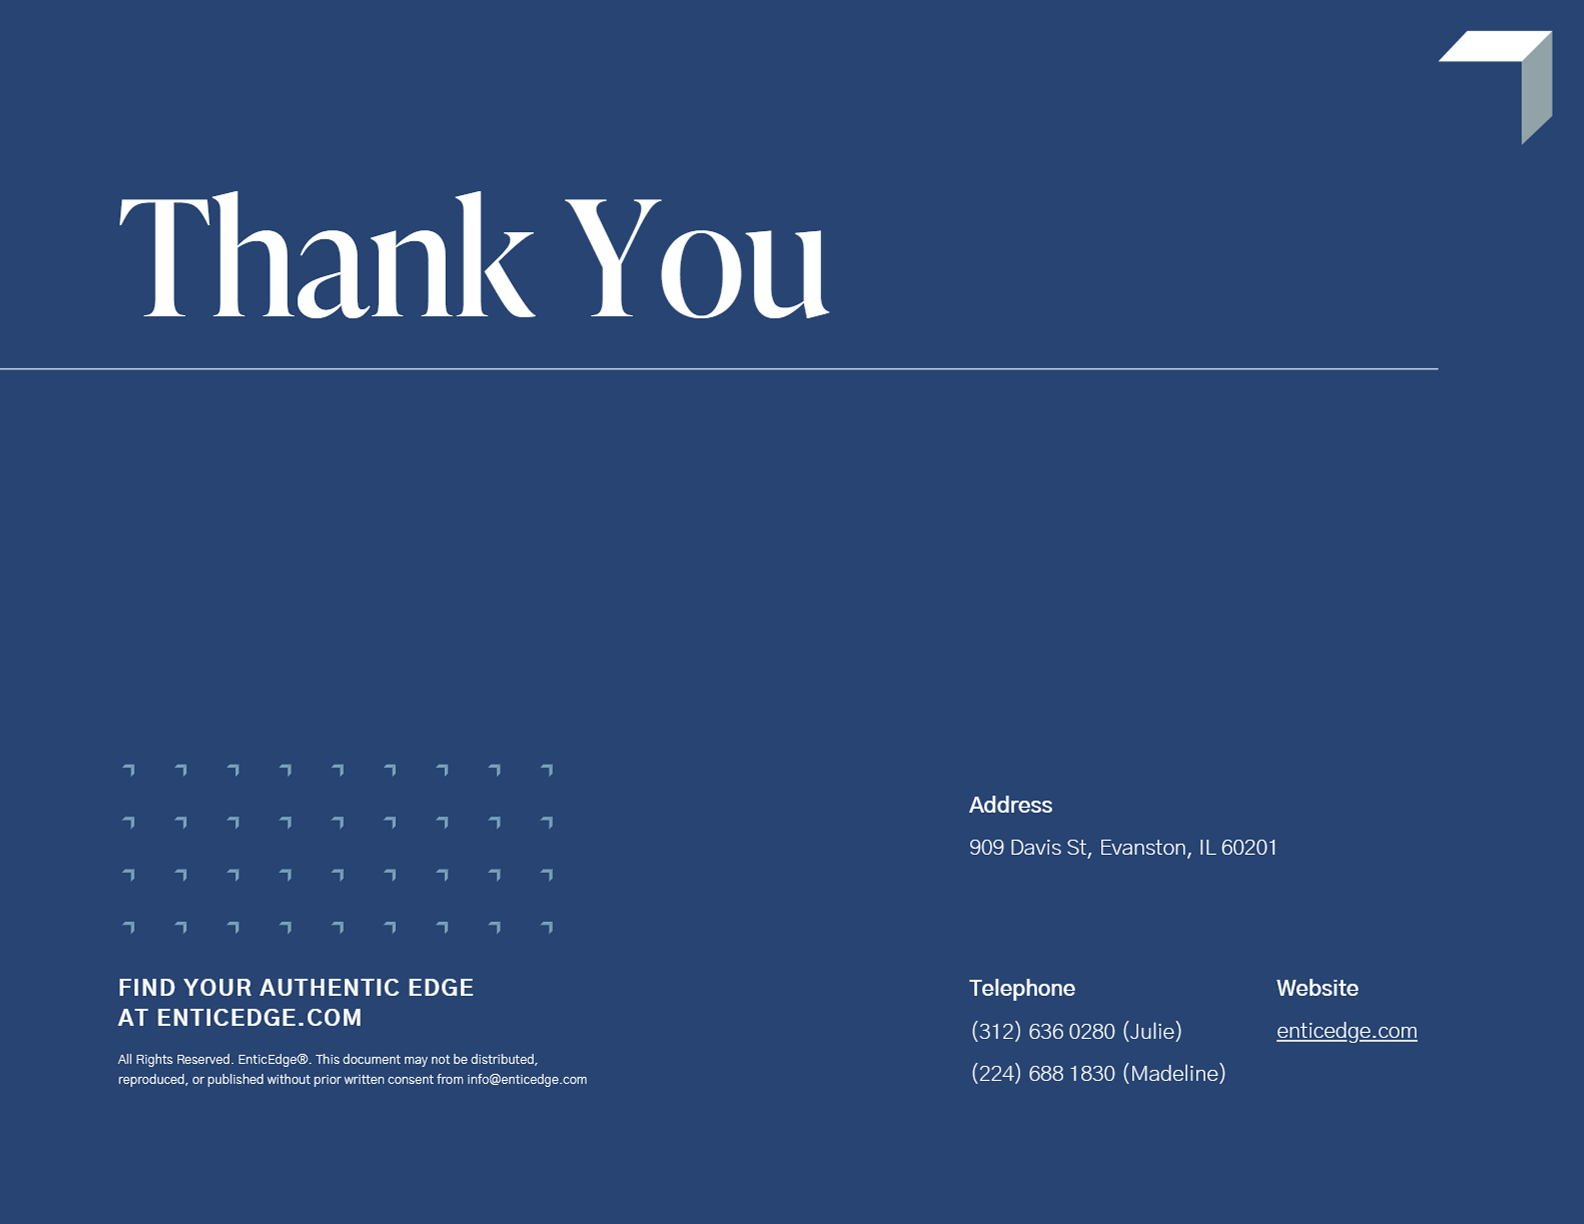 Thank You
FIND YOUR AUTHENTIC EDGE
AT ENTICEDGE.COM
All Rights Reserved. EnticEdge®. This document may not be distributed,
reproduced, or published without prior written consent from info@enticedge.com
Address
909 Davis St, Evanston, IL 60201
Telephone
(312) 636 0280 (Julie)
(224) 688 1830 (Madeline)
Website
enticedge.com